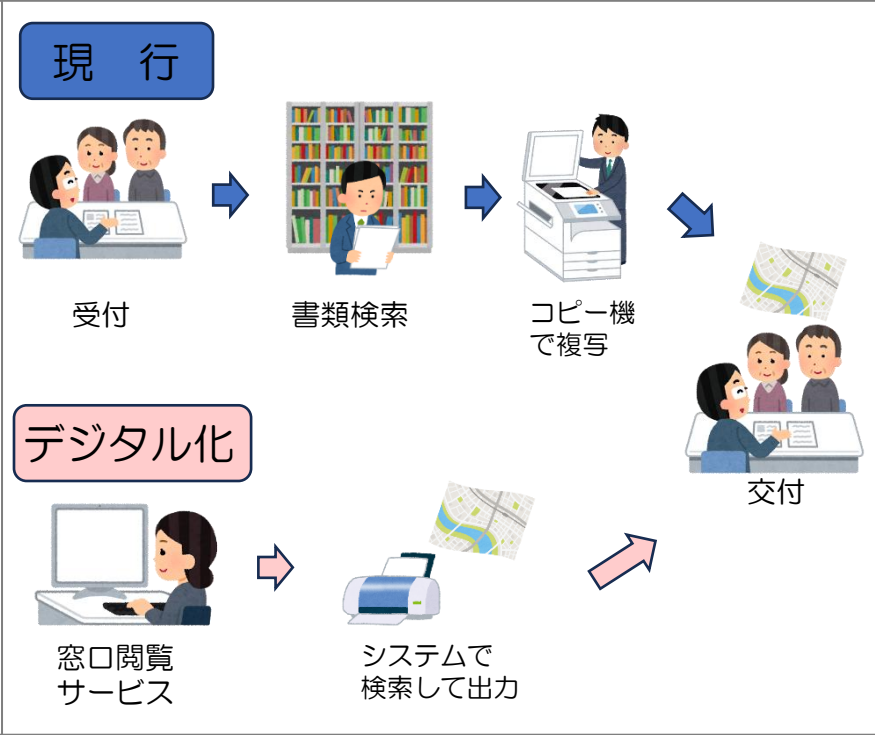 現　行
受付
書類検索
コピー機
で複写
交付
デジタル化
窓口閲覧
サービス
システムで
検索して出力